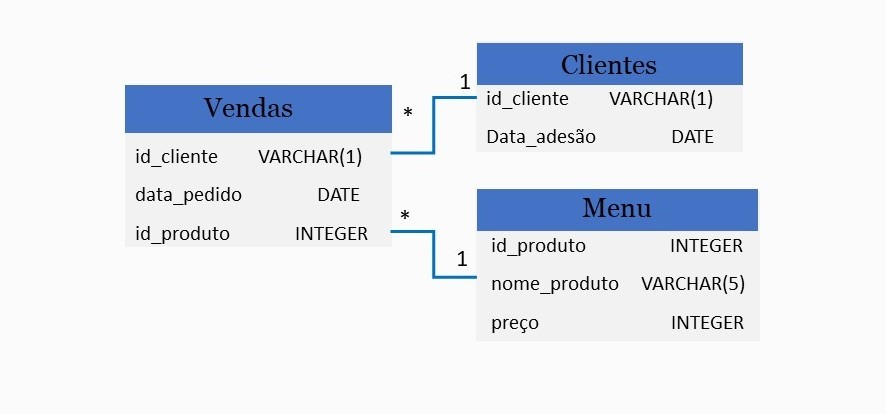 Vendas
id_cliente VARCHAR(1)
data_pedido DATE
id_produto INTEGER
*
1
*
1
Clientes
id_cliente VARCHAR(1)
Data_adesão DATE
Menu
id_produto INTEGER
nome_produto VARCHAR(5)
preço INTEGER